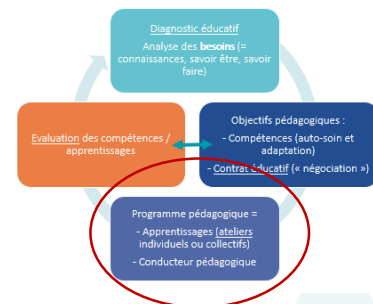 Diagnostic éducatif
Analyse des besoins (=
connaissances, savoir être, savoir
faire)
Evaluation des compétences /
apprentissages
Objectifs pédagogiques :
- Compétences (auto-soin et
adaptation)
- Contrat éducatif (« négociation »)
Programme pédagogique =
- Apprentissages (ateliers
individuels ou collectifs)
- Conducteur pédagogique